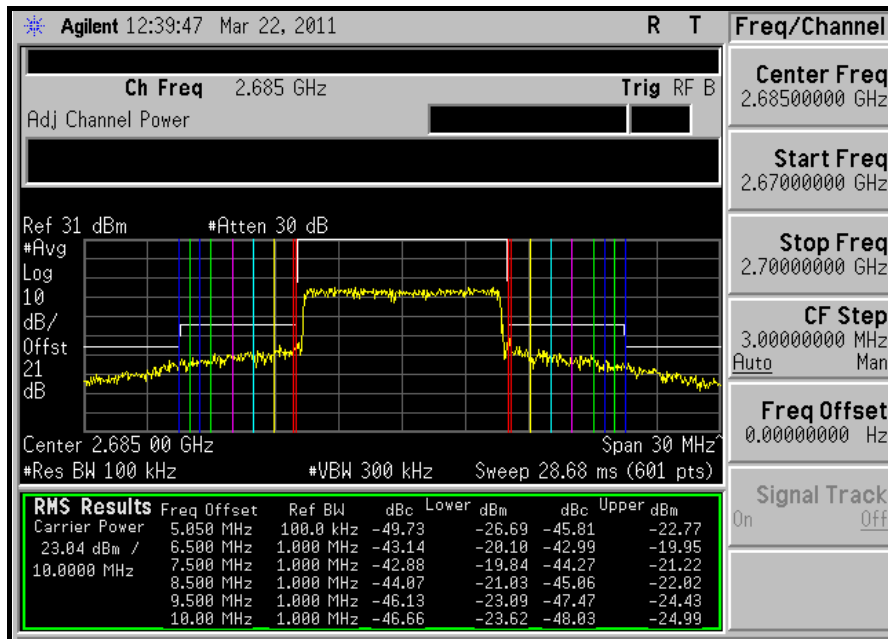 Agilent 12:39:47 Mar 22, 2011 R T
Freq/Channel
Ch Freq 2.685 GHz Trig RF B
Adj Channel Power
Center Freq
2.68500000 GHz
Start Freq
2.67000000 GHz
Stop Freq
2.70000000 GHz
CF Step
3.00000000 MHz
Auto Man
Freq Offset
0.00000000 Hz
Signal Track
On Off
Ref 31 dBm #Atten 30 dB
#Avg
Log
10
dB/
Offst
21
dB
Center 2.685 00 GHz Span 30 MHz^
#Res BW 100 kHz #VBW 300 kHz Sweep 28.68 ms (601 pts)
RMS Results Freq Offset Ref BW dBc Lower dBm dBc Upper dBm
Carrier Power 5.050 MHz 100.0 kHz -49.73 -26.69 -45.81 -22.77
23.04 dBm / 6.500 MHz 1.000 MHz -43.14 -20.10 -42.99 -19.95
10.0000 MHz 7.500 MHz 1.000 MHz -42.88 -19.84 -44.27 -21.22
8.500 MHz 1.000 MHz -44.07 -21.03 -45.06 -22.02
9.500 MHz 1.000 MHz -46.13 -23.09 -47.47 -24.43
10.00 MHz 1.000 MHz -46.66 -23.62 -48.03 -24.99